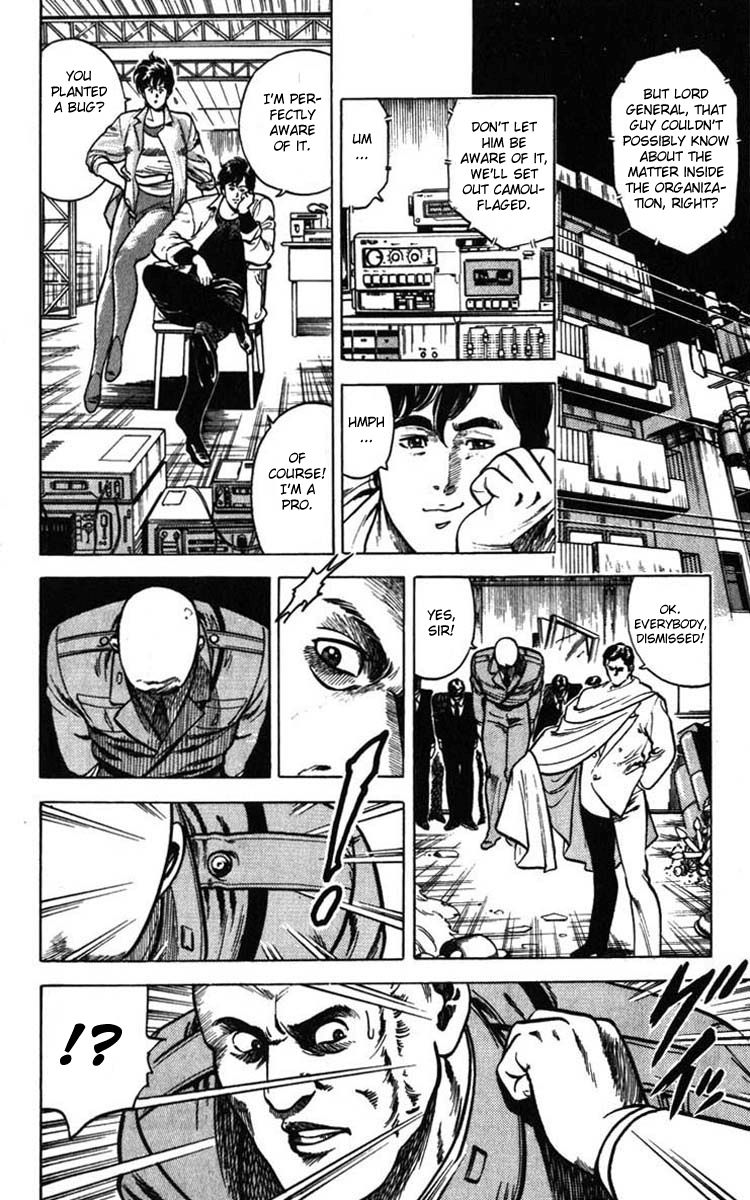 BUT LORD
GENERAL, THAT
GUY COULDN'T
POSSIBLY KNOW
ABOUT THE
MATTER INSIDE
THE ORGANIZA-
TION, RIGHT?
DON'T LET
HIM BE
AWARE OF IT,
WE'LL SET
OUT CAMOU-
FLAGED.
UM
...
HMPH
...
I'M PER-
FECTLY
AWARE
OF IT.
YOU
PLANTED
A BUG?
OF
COURSE!
I'M A
PRO.
OK.
EVERYBODY,
DISMISSED!
YES,
SIR!
!
グッ
!?